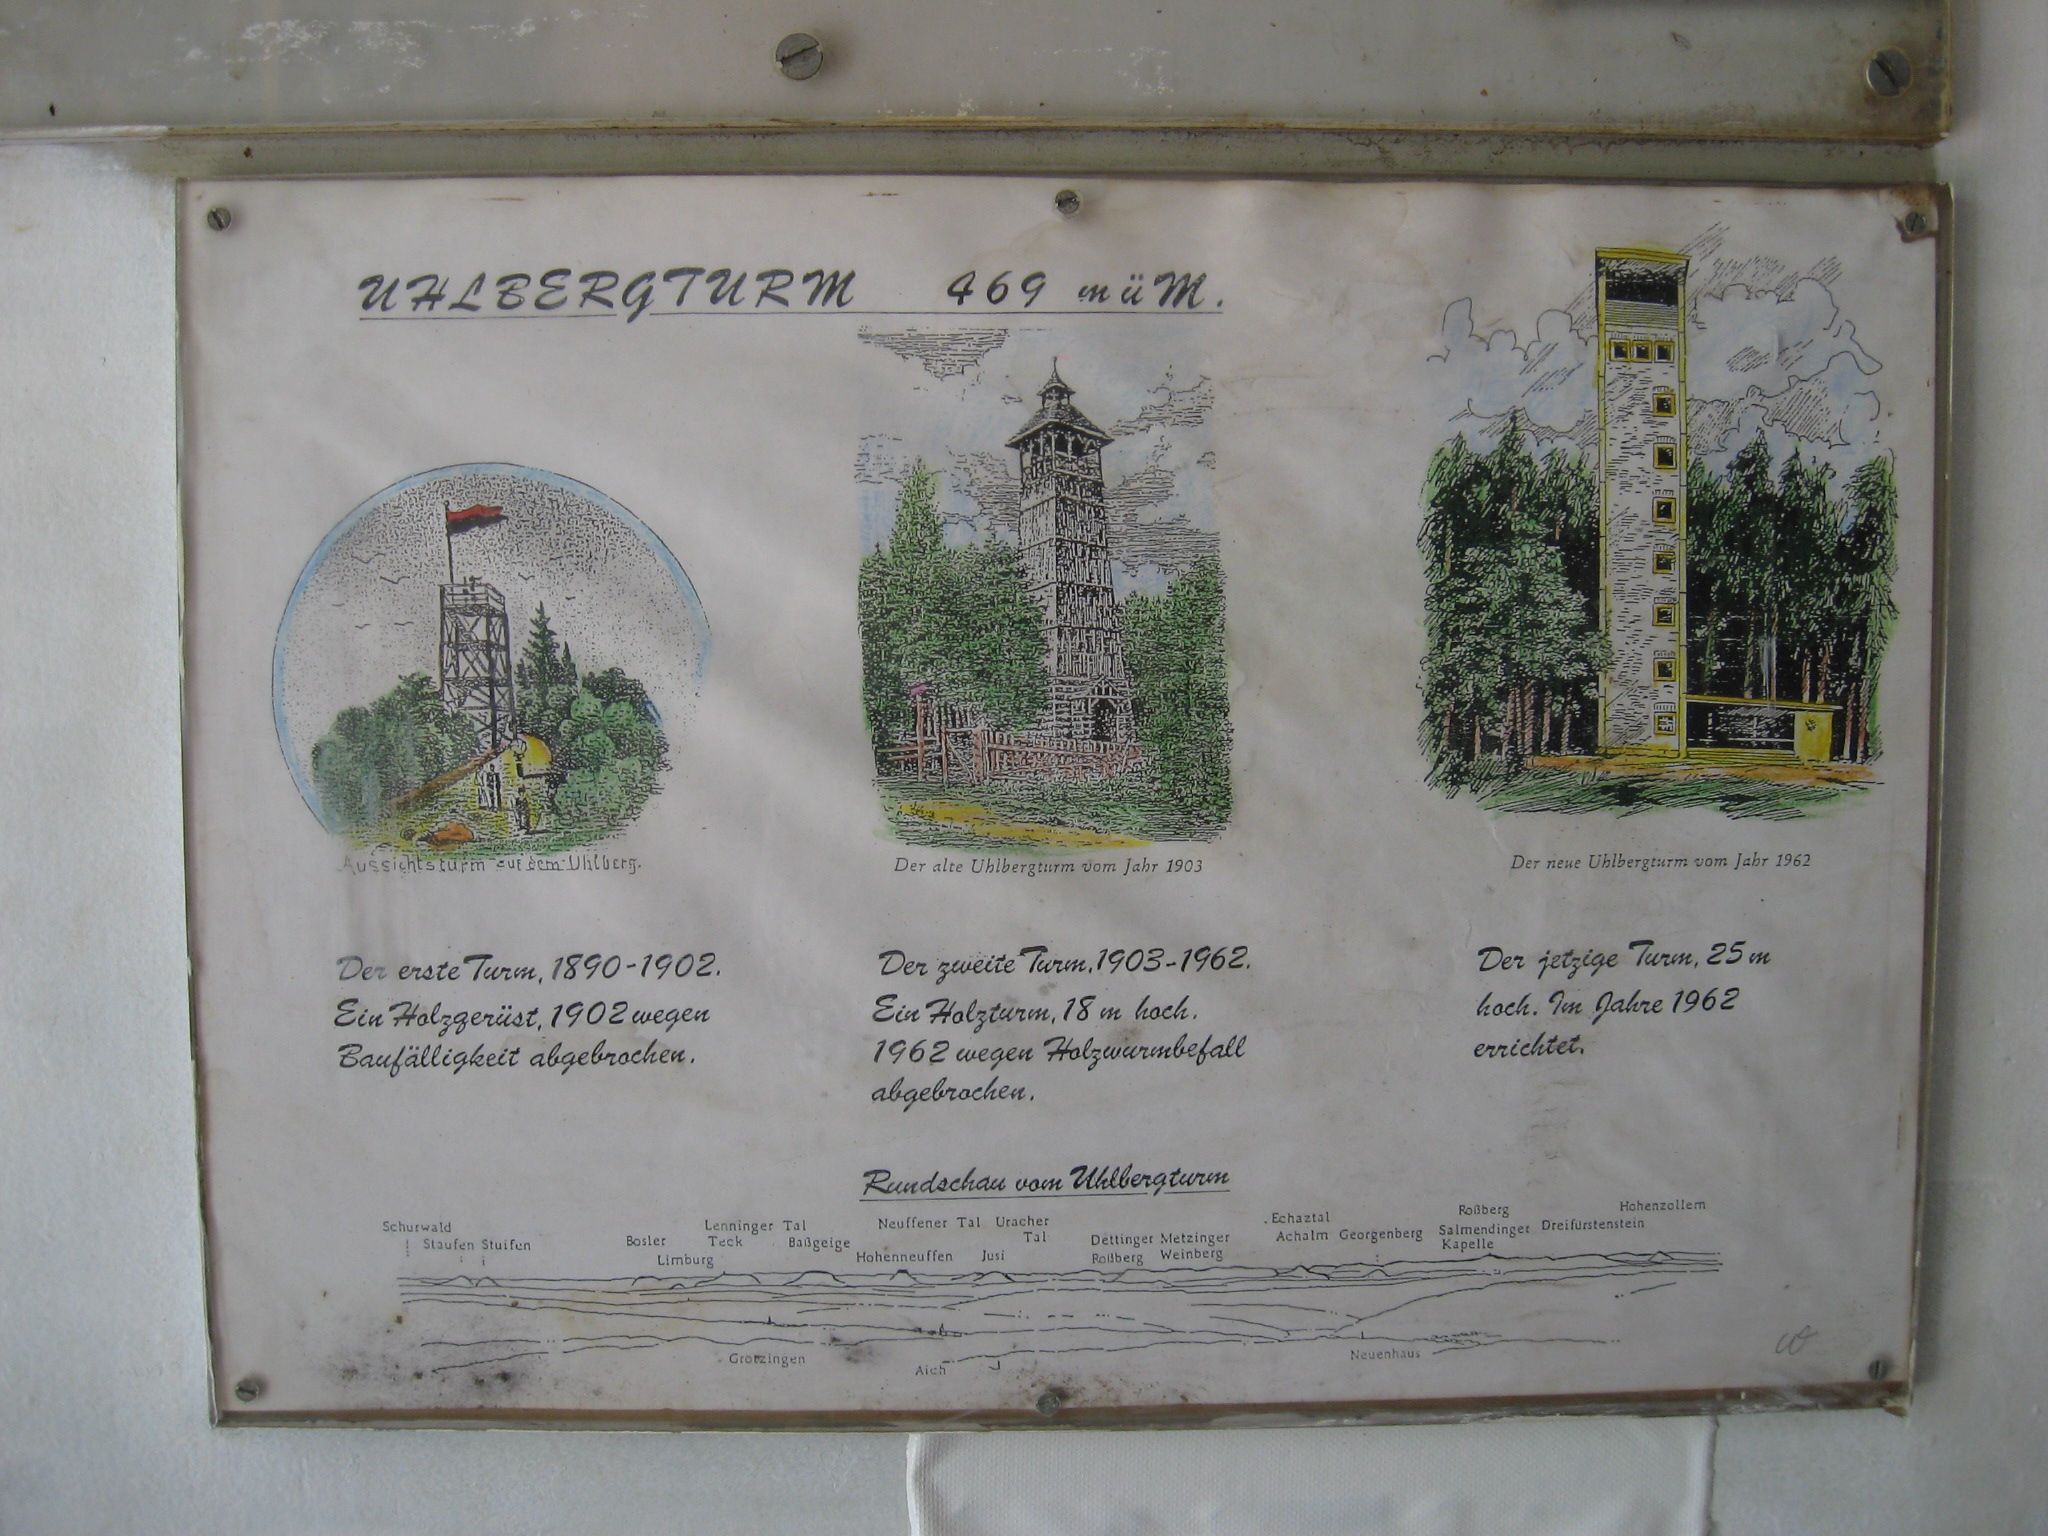 UHLBERGTURM 469 müM.
Aussichtsturm auf dem Uhlberg.
Der alte Uhlbergturm vom Jahr 1903
Der neue Uhlbergturm vom Jahr 1962
Der erste Turm, 1890-1902.
Ein Holzgerüst, 1902 wegen
Baufälligkeit abgebrochen.
Der zweite Turm, 1903-1962.
Ein Holzturm, 18 m hoch.
1962 wegen Holzwurmbefall
abgebrochen.
Der jetzige Turm, 25 m
hoch. Im Jahre 1962
errichtet.
Rundschau vom Uhlbergturm
Schurwald
Staufen Stuifen
Bosler
Limburg
Lenninger Tal
Teck
Baßgeige
Neuffener Tal
Hohenneuffen
Uracher
Tal
Jusi
Dettinger
Roßberg
Metzinger
Weinberg
Echaztal
Achalm
Georgenberg
Roßberg
Salmendinger
Kapelle
Dreifürstenstein
Hohenzollern
Grötzingen
Aich
Neuenhaus